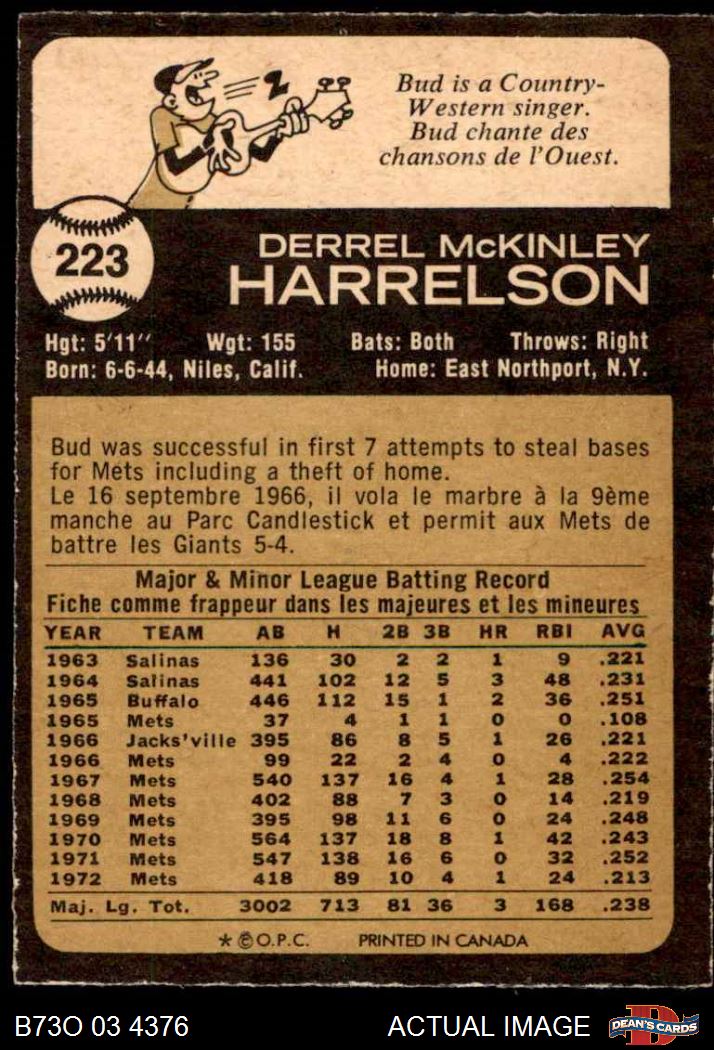 Bud is a Country-
Western singer.
Bud chante des
chansons de l'Ouest.
223
DERREL McKINLEY
HARRELSON
Hgt: 5'11" Wgt: 155 Bats: Both Throws: Right
Born: 6-6-44, Niles, Calif. Home: East Northport, N.Y.
Bud was successful in first 7 attempts to steal bases
for Mets including a theft of home.
Le 16 septembre 1966, il vola le marbre à la 9ème
manche au Parc Candlestick et permit aux Mets de
battre les Giants 5-4.
Major & Minor League Batting Record
Fiche comme frappeur dans les majeures et les mineures
YEAR TEAM AB H 2B 3B HR RBI AVG
1963 Salinas 136 30 2 2 1 9 .221
1964 Salinas 441 102 12 5 3 48 .231
1965 Buffalo 446 112 15 1 2 36 .251
1965 Mets 37 4 1 1 0 0 .108
1966 Jacks'ville 395 86 8 5 1 26 .221
1966 Mets 99 22 2 4 0 4 .222
1967 Mets 540 137 16 4 1 28 .254
1968 Mets 402 88 7 3 0 14 .219
1969 Mets 395 98 11 6 0 24 .248
1970 Mets 564 137 18 8 1 42 .243
1971 Mets 547 138 16 6 0 32 .252
1972 Mets 418 89 10 4 1 24 .213
Maj. Lg. Tot. 3002 713 81 36 3 168 .238
* © O.P.C. PRINTED IN CANADA
B73O 03 4376 ACTUAL IMAGE DEAN'S CARDS